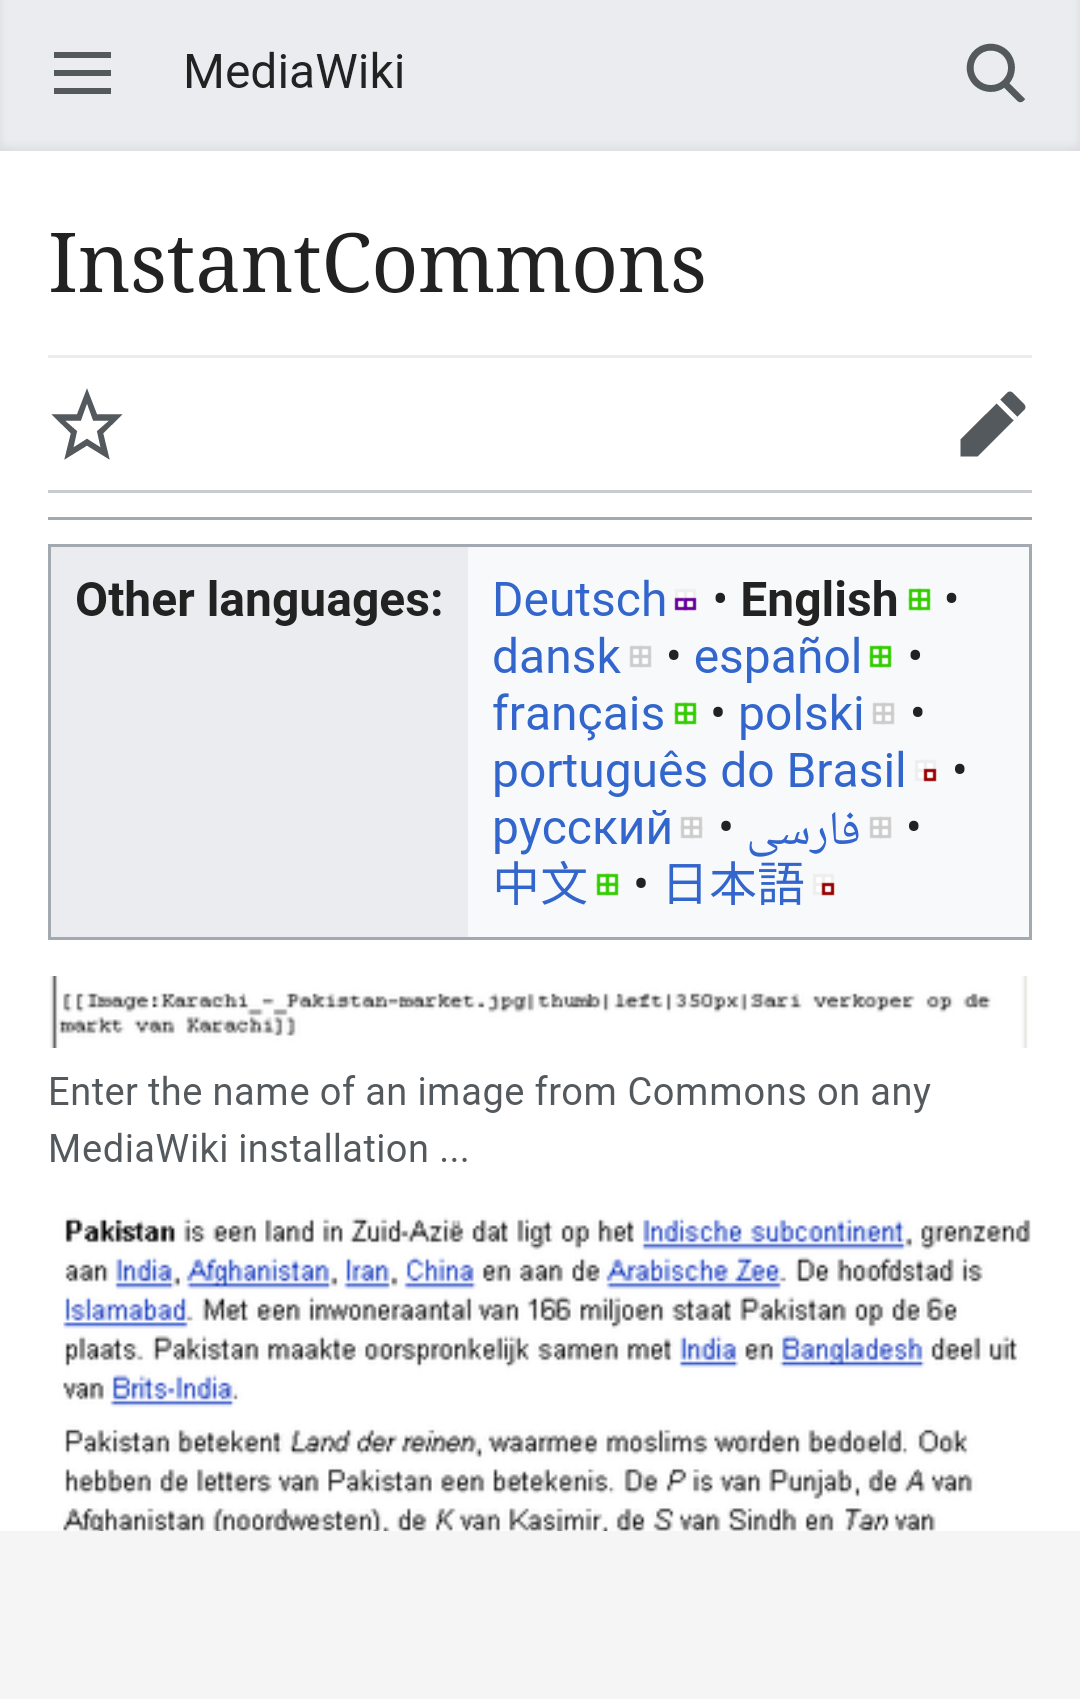 MediaWiki
InstantCommons
Other languages:
Deutsch • English •
dansk • español •
français • polski •
português do Brasil •
русский • فارسی •
中文 • 日本語
[[Image:Karachi_-_Pakistan-market.jpg|thumb|left|350px|Sari verkoper op de
markt van Karachi]]
Enter the name of an image from Commons on any
MediaWiki installation ...
Pakistan is een land in Zuid-Azië dat ligt op het Indische subcontinent, grenzend
aan India, Afghanistan, Iran, China en aan de Arabische Zee. De hoofdstad is
Islamabad. Met een inwoneraantal van 166 miljoen staat Pakistan op de 6e
plaats. Pakistan maakte oorspronkelijk samen met India en Bangladesh deel uit
van Brits-India.
Pakistan betekent Land der reinen, waarmee moslims worden bedoeld. Ook
hebben de letters van Pakistan een betekenis. De P is van Punjab, de A van
Afghanistan (noordwesten), de K van Kasjmir, de S van Sindh en Tan van